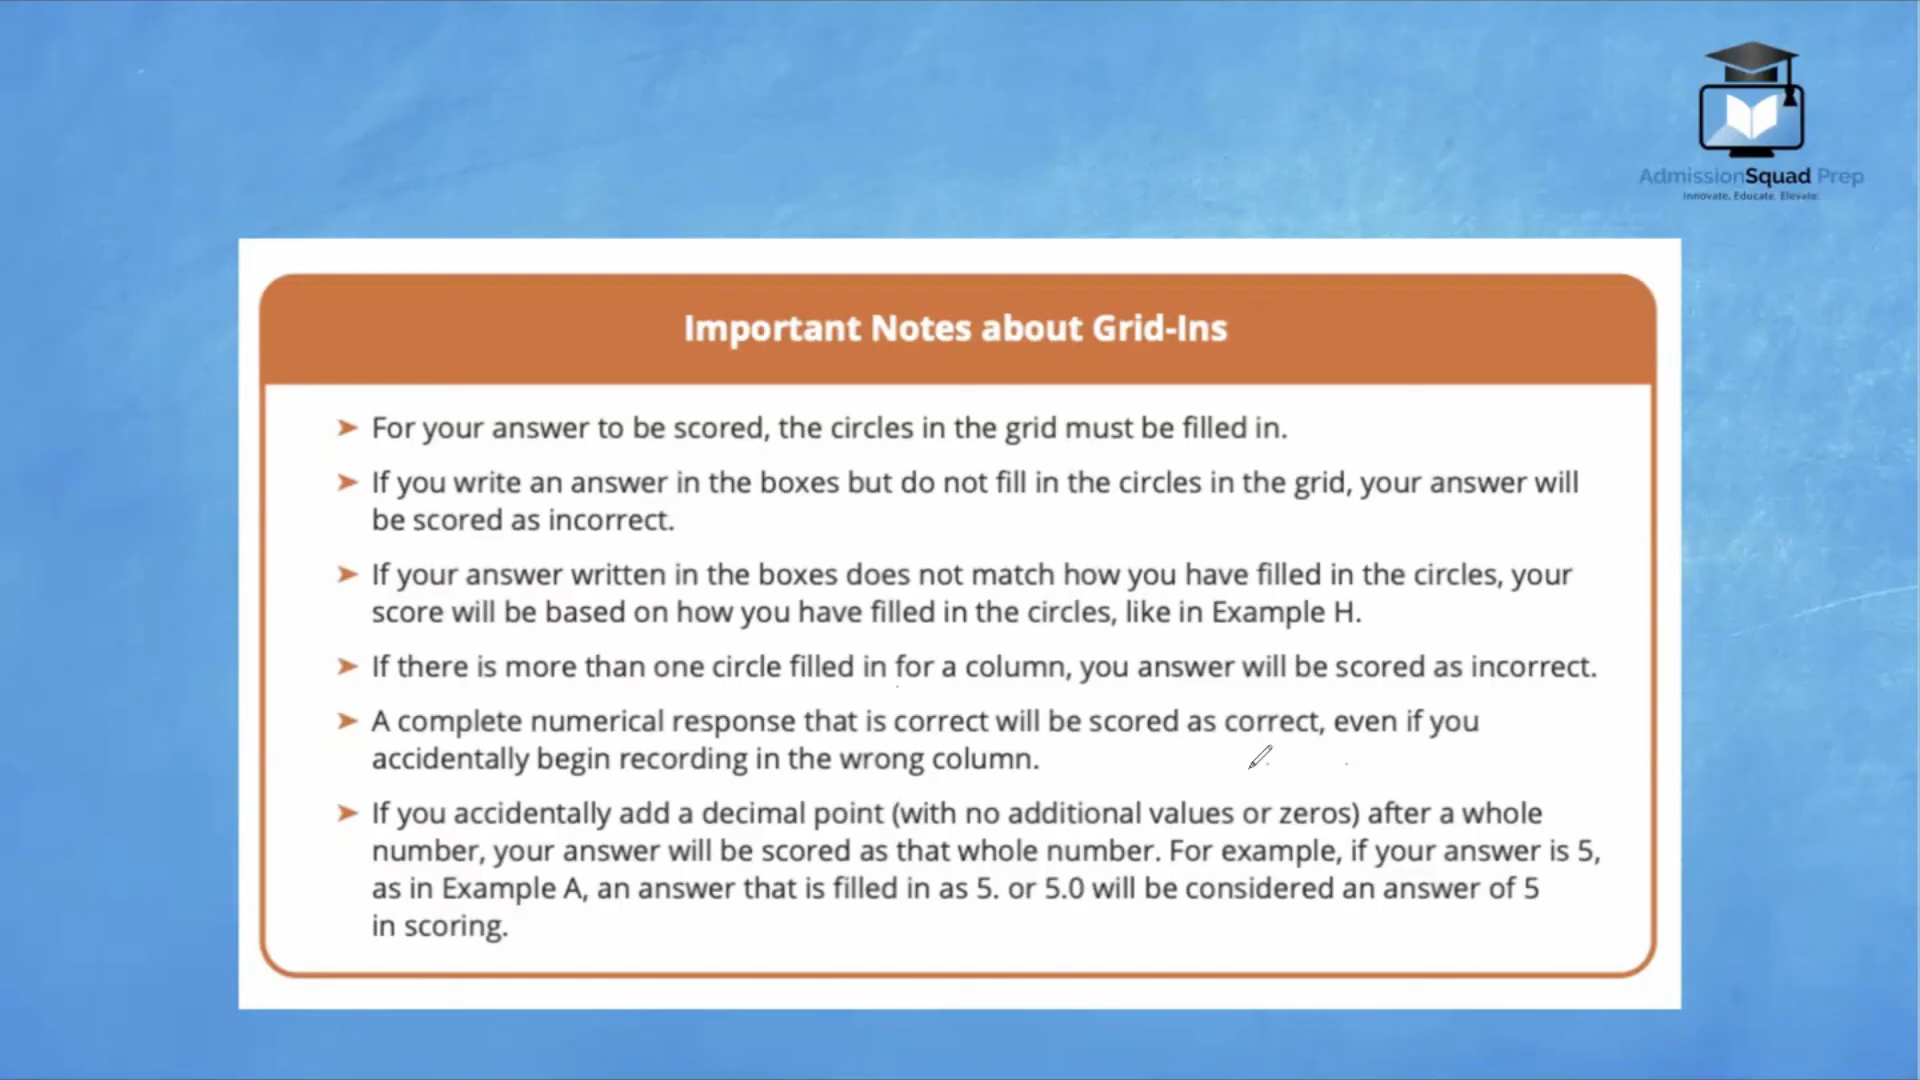 AdmissionSquad Prep
Innovate. Educate. Elevate.
Important Notes about Grid-Ins
➤ For your answer to be scored, the circles in the grid must be filled in.
➤ If you write an answer in the boxes but do not fill in the circles in the grid, your answer will
be scored as incorrect.
➤ If your answer written in the boxes does not match how you have filled in the circles, your
score will be based on how you have filled in the circles, like in Example H.
➤ If there is more than one circle filled in for a column, you answer will be scored as incorrect.
➤ A complete numerical response that is correct will be scored as correct, even if you
accidentally begin recording in the wrong column.
➤ If you accidentally add a decimal point (with no additional values or zeros) after a whole
number, your answer will be scored as that whole number. For example, if your answer is 5,
as in Example A, an answer that is filled in as 5. or 5.0 will be considered an answer of 5
in scoring.